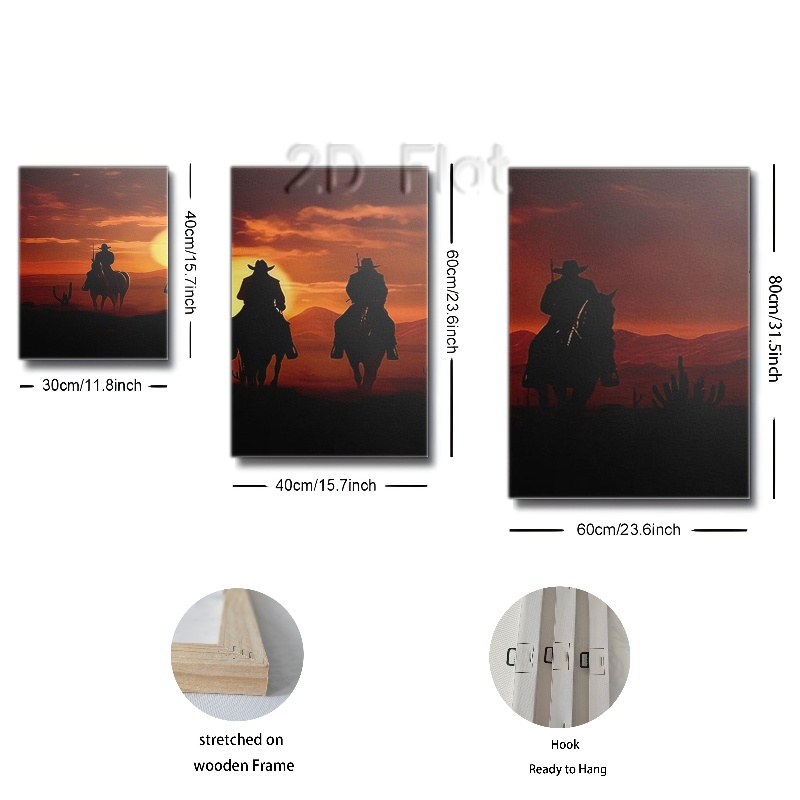 2D Flat
40cm/15.7inch
30cm/11.8inch
60cm/23.6inch
40cm/15.7inch
80cm/31.5inch
60cm/23.6inch
stretched on
wooden Frame
Hook
Ready to Hang